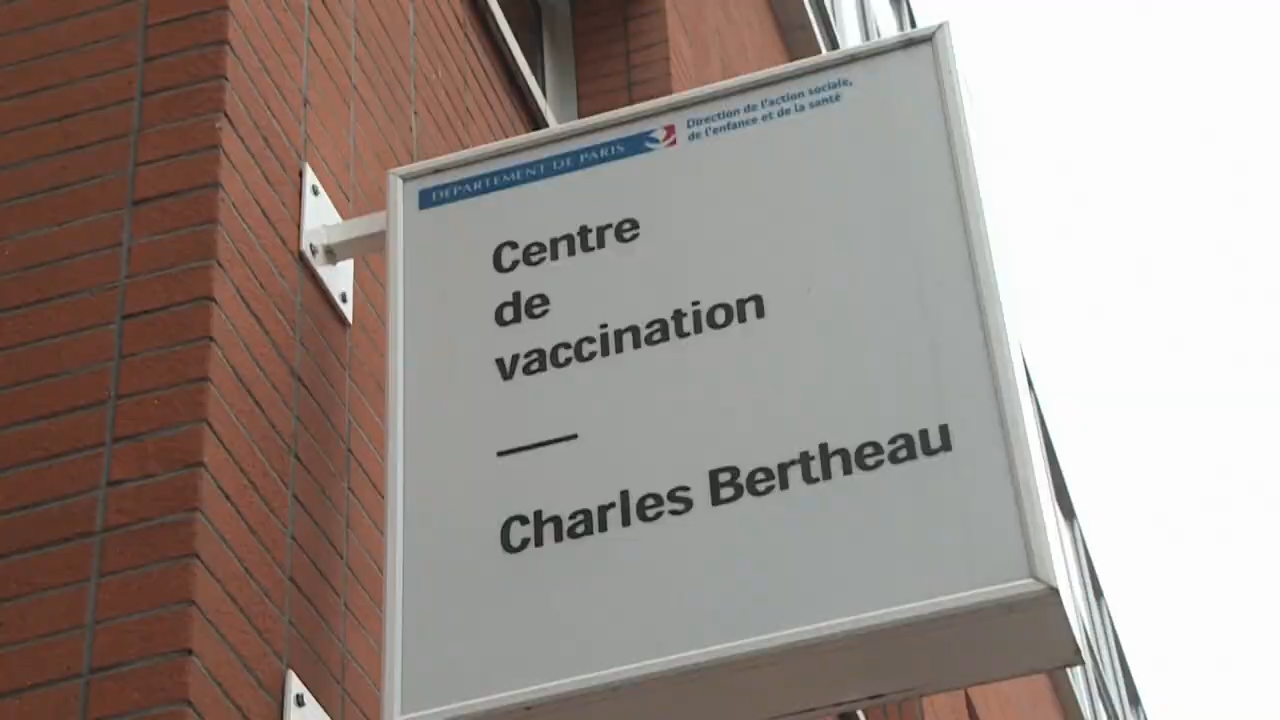 DÉPARTEMENT DE PARIS
Direction de l'action sociale,
de l'enfance et de la santé
Centre
de
vaccination
Charles Bertheau